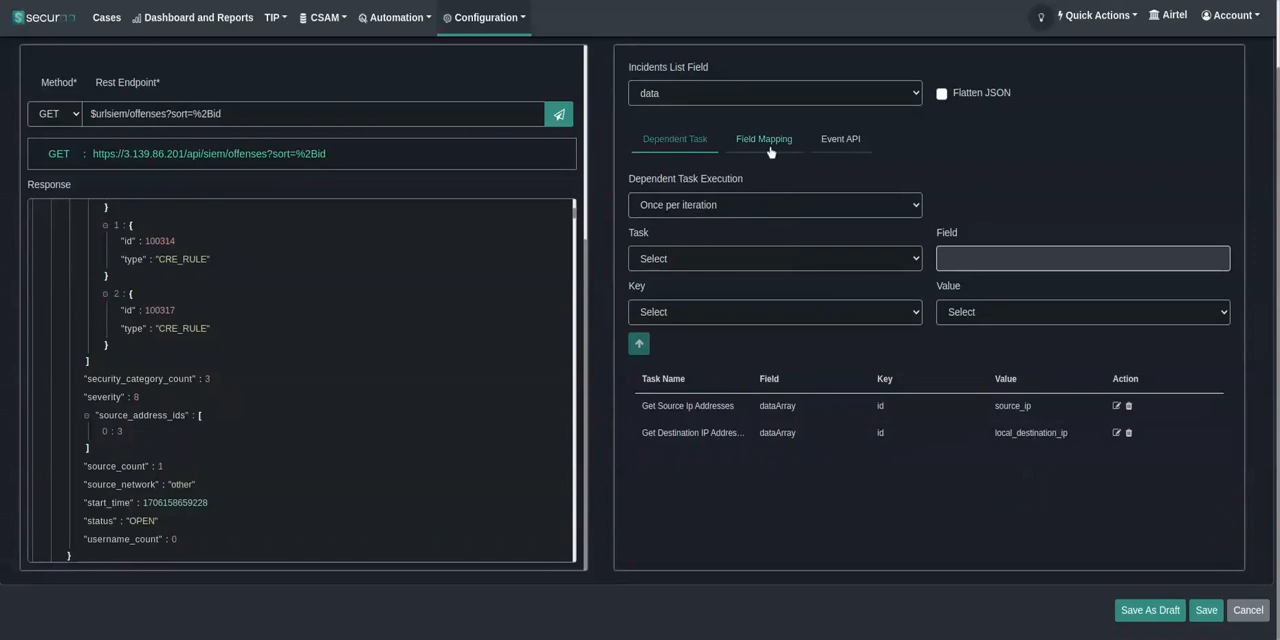 securaa Cases Dashboard and Reports TIP CSAM Automation Configuration Quick Actions Airtel Account
Method* Rest Endpoint*
GET $urlsiem/offenses?sort=%2Bid
GET : https://3.139.86.201/api/siem/offenses?sort=%2Bid
Response
}
1 : {
"id" : 100314
"type" : "CRE_RULE"
}
2 : {
"id" : 100317
"type" : "CRE_RULE"
}
]
"security_category_count" : 3
"severity" : 8
"source_address_ids" : [
0 : 3
]
"source_count" : 1
"source_network" : "other"
"start_time" : 1706158659228
"status" : "OPEN"
"username_count" : 0
}
Incidents List Field
data Flatten JSON
Dependent Task Field Mapping Event API
Dependent Task Execution
Once per iteration
Task Field
Select
Key Value
Select Select
Task Name Field Key Value Action
Get Source Ip Addresses dataArray id source_ip
Get Destination IP Addres... dataArray id local_destination_ip
Save As Draft Save Cancel